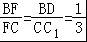 BF/FC = BD/CC₁ = 1/3